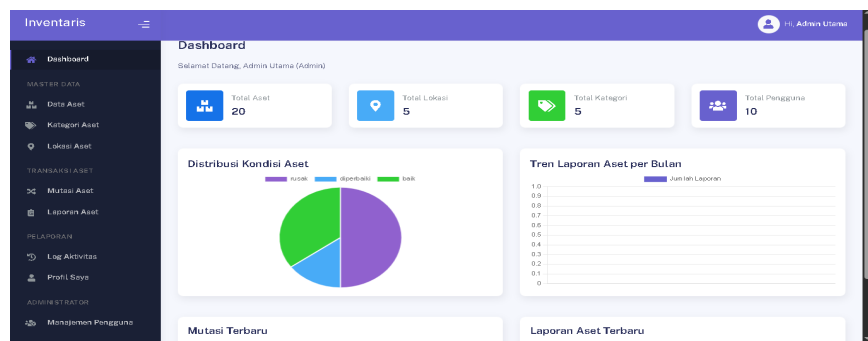 Inventaris
Hi, Admin Utama
Dashboard
MASTER DATA
Data Aset
Kategori Aset
Lokasi Aset
TRANSAKSI ASET
Mutasi Aset
Laporan Aset
PELAPORAN
Log Aktivitas
Profil Saya
ADMINISTRATOR
Manajemen Pengguna
Dashboard
Selamat Datang, Admin Utama (Admin)
Total Aset
20
Total Lokasi
5
Total Kategori
5
Total Pengguna
10
Distribusi Kondisi Aset
rusak diperbaiki baik
Tren Laporan Aset per Bulan
Jumlah Laporan
1.0
0.9
0.8
0.7
0.6
0.5
0.4
0.3
0.2
0.1
0
Mutasi Terbaru
Laporan Aset Terbaru